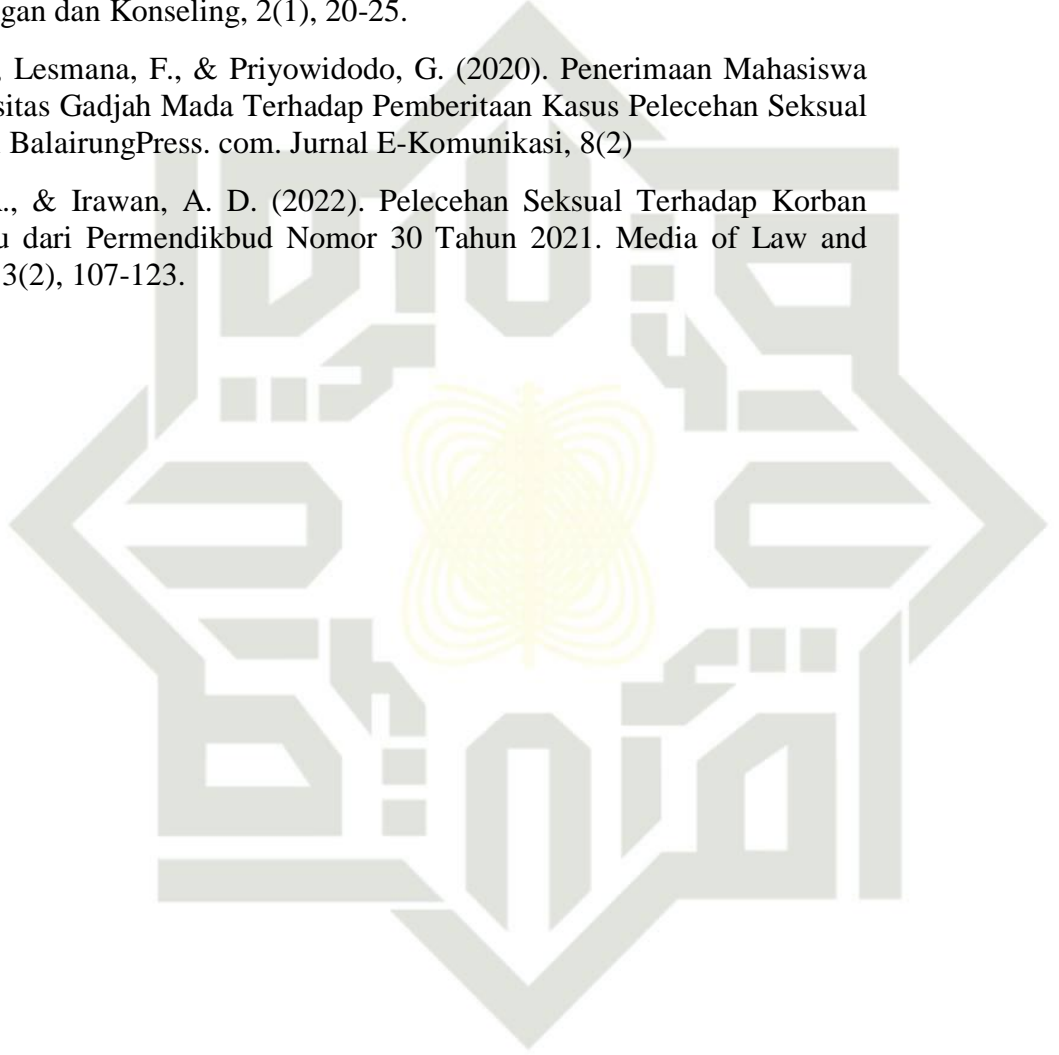 gan dan Konseling, 2(1), 20-25.
, Lesmana, F., & Priyowidodo, G. (2020). Penerimaan Mahasiswa
sitas Gadjah Mada Terhadap Pemberitaan Kasus Pelecehan Seksual
BalairungPress. com. Jurnal E-Komunikasi, 8(2)
., & Irawan, A. D. (2022). Pelecehan Seksual Terhadap Korban
u dari Permendikbud Nomor 30 Tahun 2021. Media of Law and
3(2), 107-123.